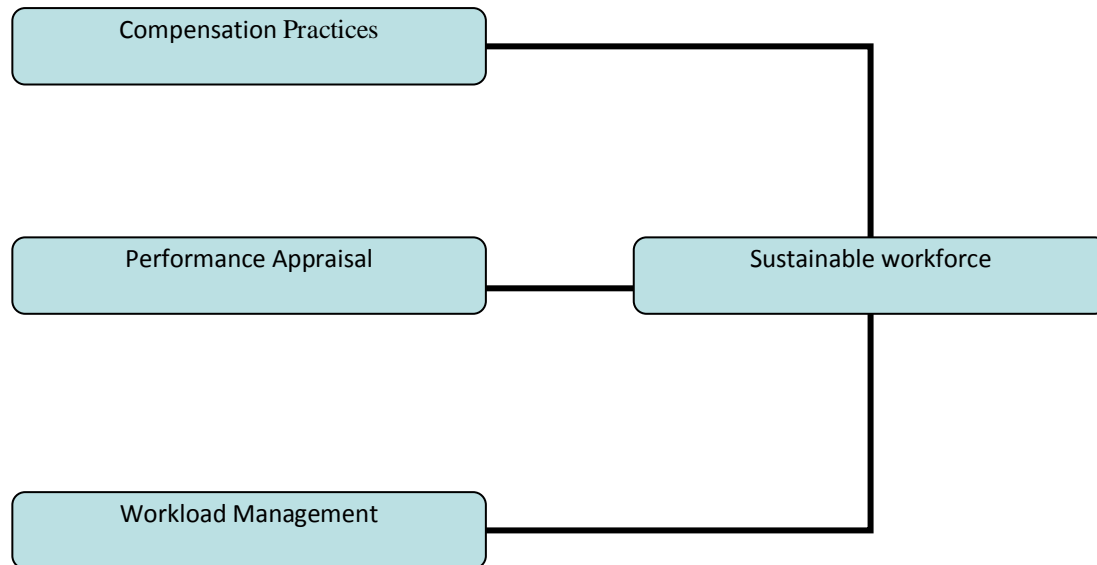 Compensation Practices
Performance Appraisal
Sustainable workforce
Workload Management